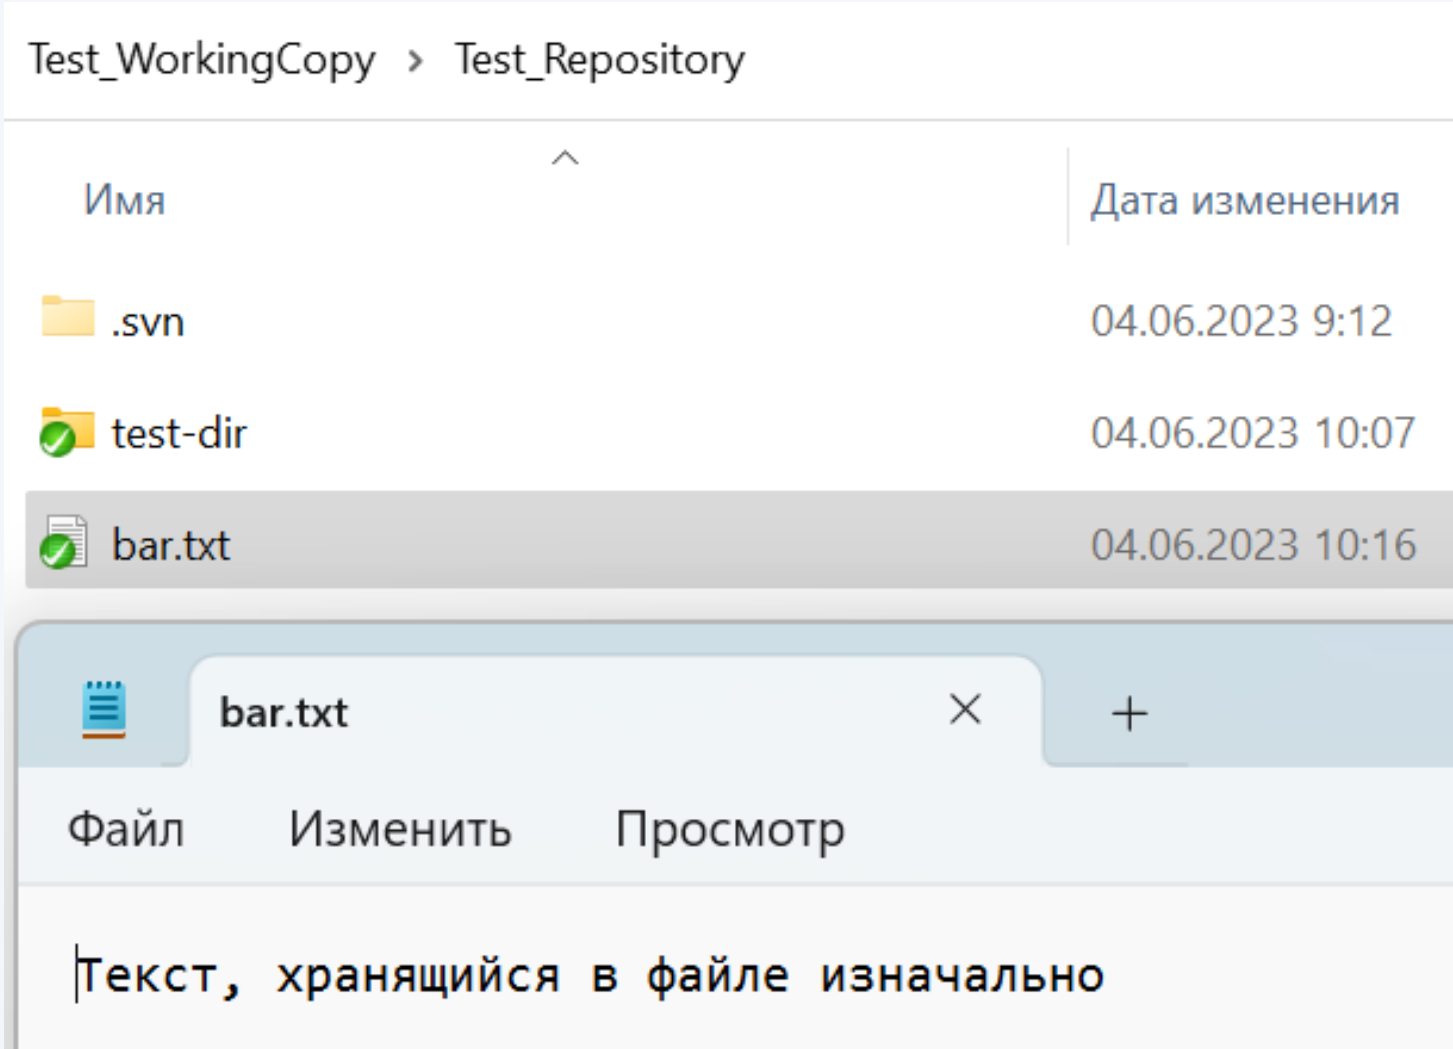 Test_WorkingCopy > Test_Repository
Имя Дата изменения
.svn 04.06.2023 9:12
test-dir 04.06.2023 10:07
bar.txt 04.06.2023 10:16
bar.txt
Файл Изменить Просмотр
Текст, хранящийся в файле изначально